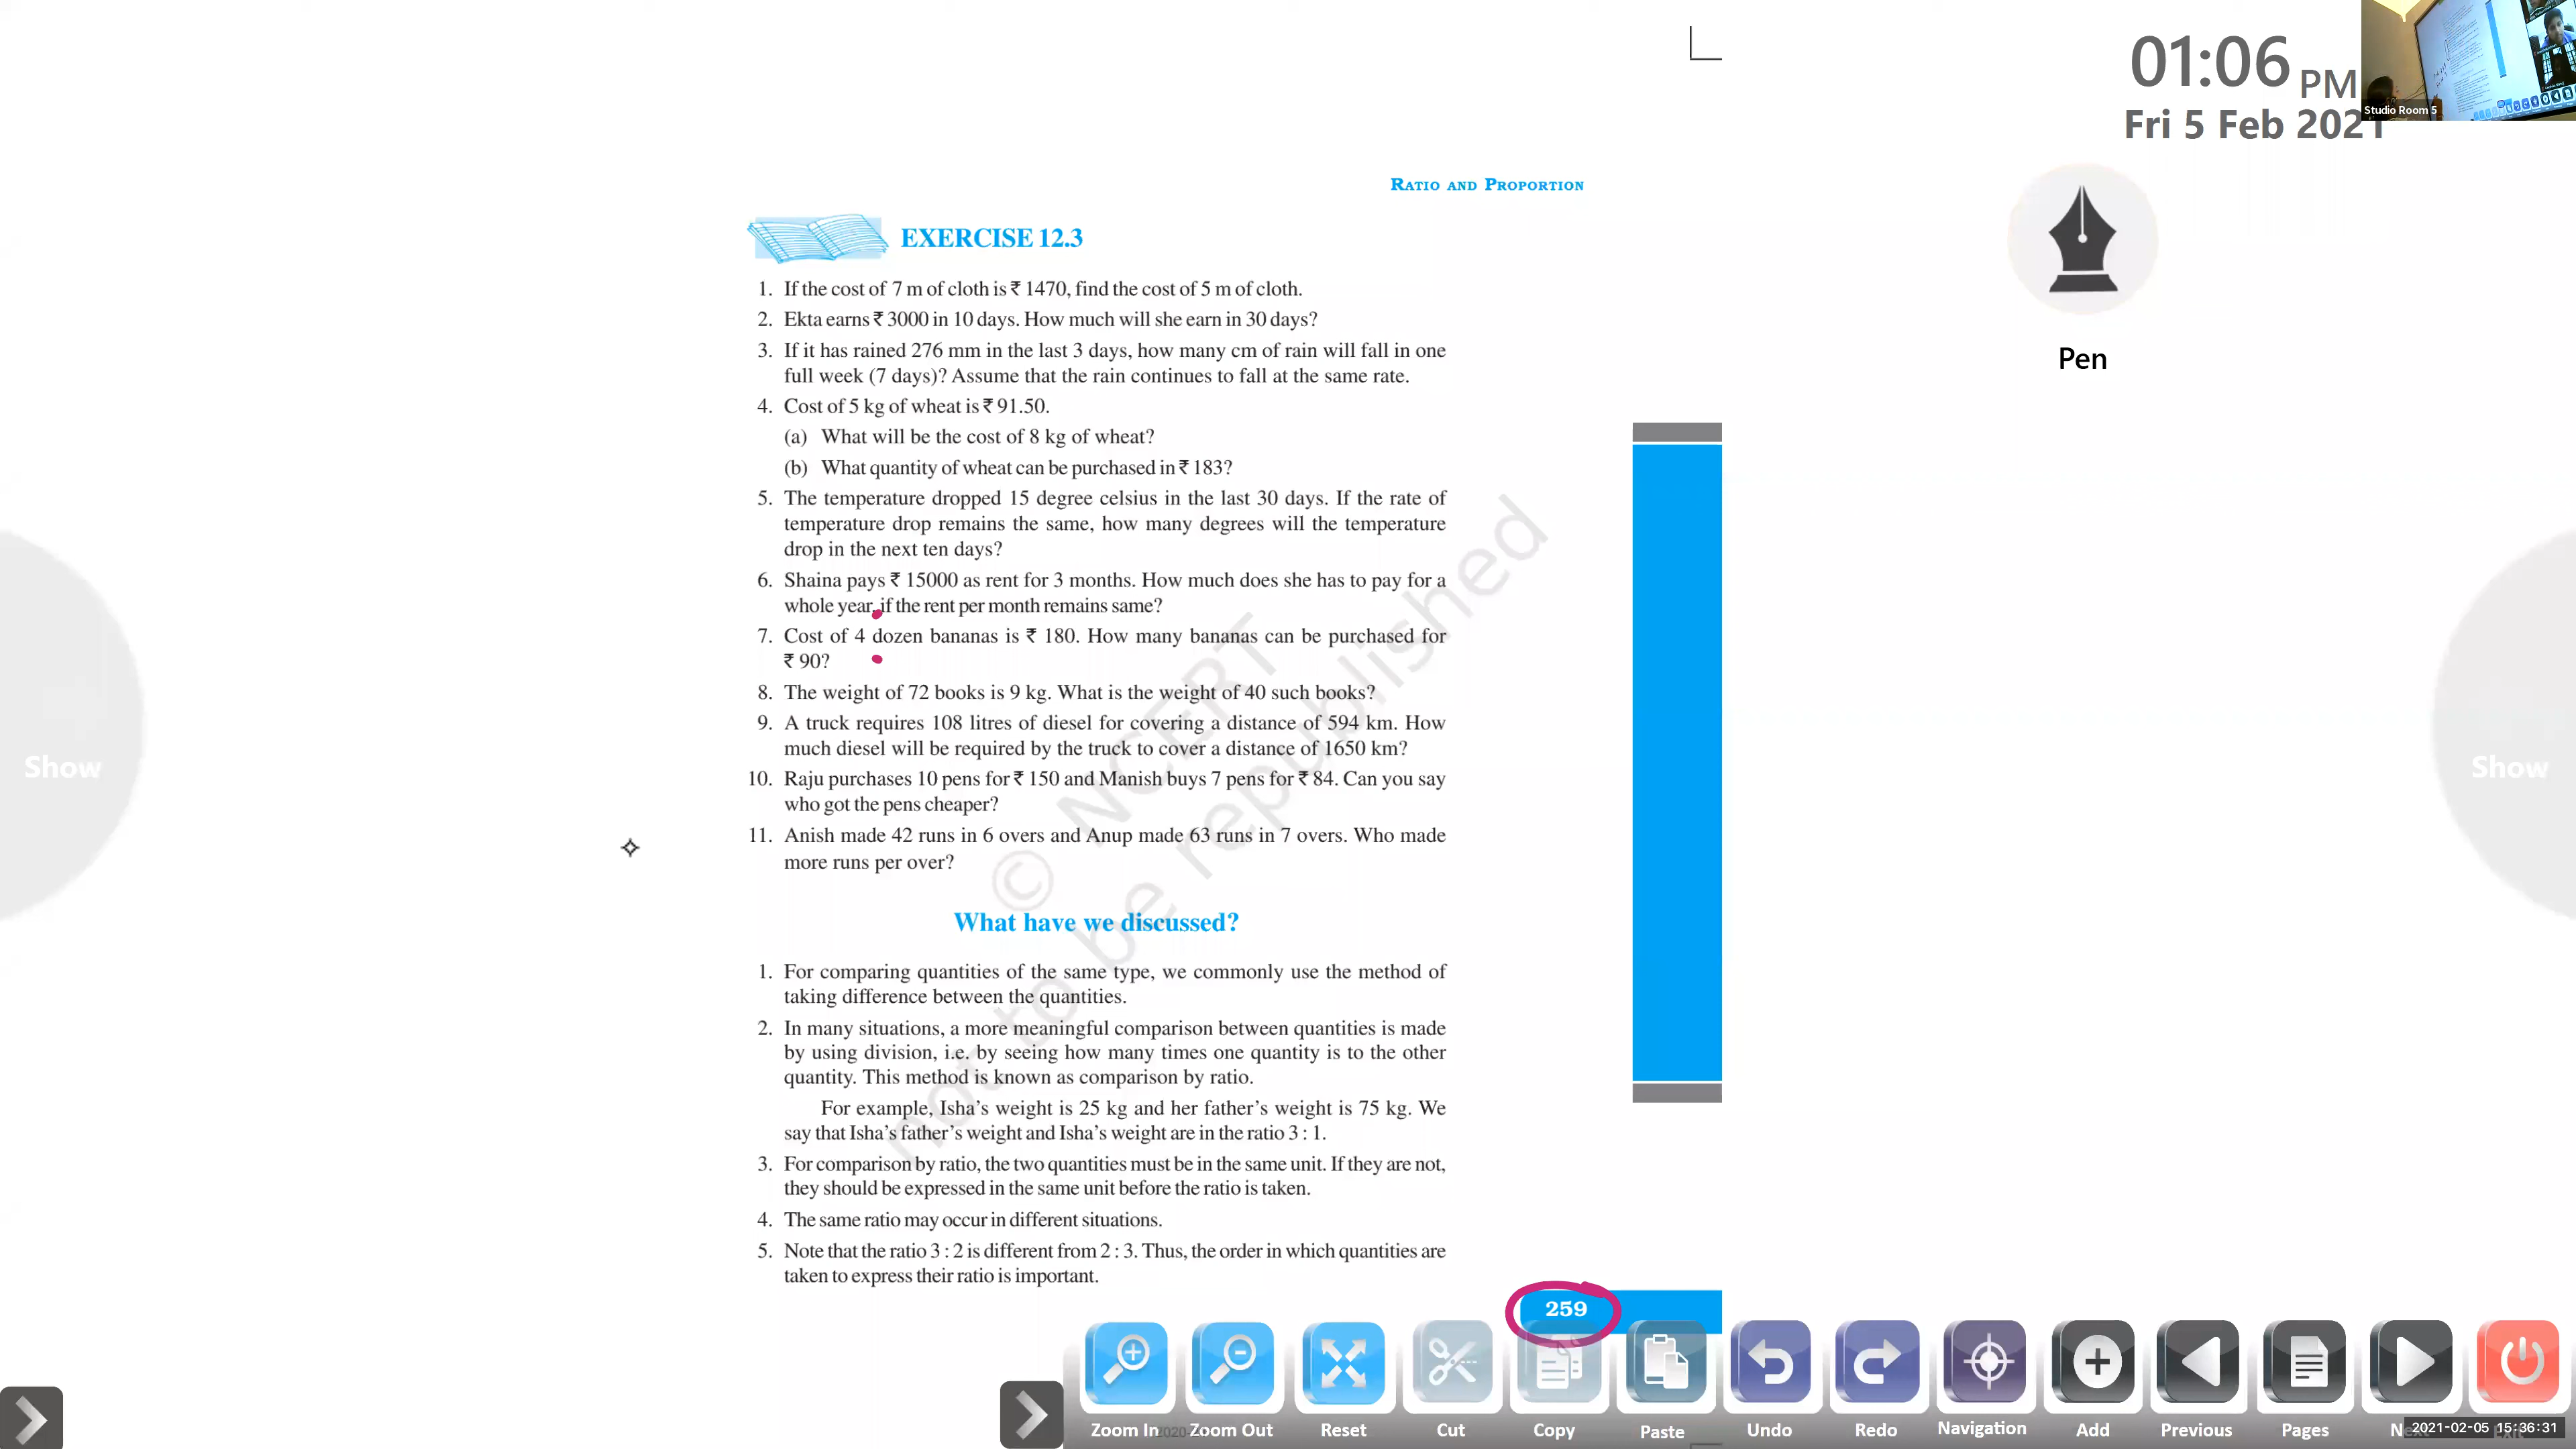 01:06 PM
Fri 5 Feb 2021
Studio Room 5
RATIO AND PROPORTION
EXERCISE 12.3
Pen
1. If the cost of 7 m of cloth is ₹ 1470, find the cost of 5 m of cloth.
2. Ekta earns ₹ 3000 in 10 days. How much will she earn in 30 days?
3. If it has rained 276 mm in the last 3 days, how many cm of rain will fall in one
full week (7 days)? Assume that the rain continues to fall at the same rate.
4. Cost of 5 kg of wheat is ₹ 91.50.
(a) What will be the cost of 8 kg of wheat?
(b) What quantity of wheat can be purchased in ₹ 183?
5. The temperature dropped 15 degree celsius in the last 30 days. If the rate of
temperature drop remains the same, how many degrees will the temperature
drop in the next ten days?
6. Shaina pays ₹ 15000 as rent for 3 months. How much does she has to pay for a
whole year, if the rent per month remains same?
7. Cost of 4 dozen bananas is ₹ 180. How many bananas can be purchased for
₹ 90?
8. The weight of 72 books is 9 kg. What is the weight of 40 such books?
9. A truck requires 108 litres of diesel for covering a distance of 594 km. How
much diesel will be required by the truck to cover a distance of 1650 km?
10. Raju purchases 10 pens for ₹ 150 and Manish buys 7 pens for ₹ 84. Can you say
who got the pens cheaper?
11. Anish made 42 runs in 6 overs and Anup made 63 runs in 7 overs. Who made
more runs per over?
© NCERT
not to be republished
Show
Show
What have we discussed?
1. For comparing quantities of the same type, we commonly use the method of
taking difference between the quantities.
2. In many situations, a more meaningful comparison between quantities is made
by using division, i.e. by seeing how many times one quantity is to the other
quantity. This method is known as comparison by ratio.
For example, Isha's weight is 25 kg and her father's weight is 75 kg. We
say that Isha's father's weight and Isha's weight are in the ratio 3 : 1.
3. For comparison by ratio, the two quantities must be in the same unit. If they are not,
they should be expressed in the same unit before the ratio is taken.
4. The same ratio may occur in different situations.
5. Note that the ratio 3 : 2 is different from 2 : 3. Thus, the order in which quantities are
taken to express their ratio is important.
259
Zoom In Zoom Out Reset Cut Copy Paste Undo Redo Navigation Add Previous Pages
2021-02-05 15:36:31